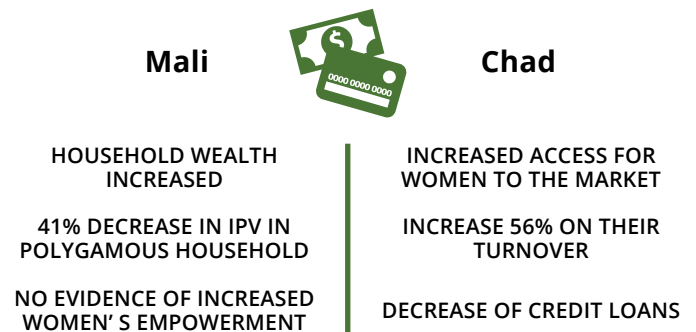 Mali
Chad
$
0000 0000 0000
HOUSEHOLD WEALTH
INCREASED
41% DECREASE IN IPV IN
POLYGAMOUS HOUSEHOLD
NO EVIDENCE OF INCREASED
WOMEN' S EMPOWERMENT
INCREASED ACCESS FOR
WOMEN TO THE MARKET
INCREASE 56% ON THEIR
TURNOVER
DECREASE OF CREDIT LOANS